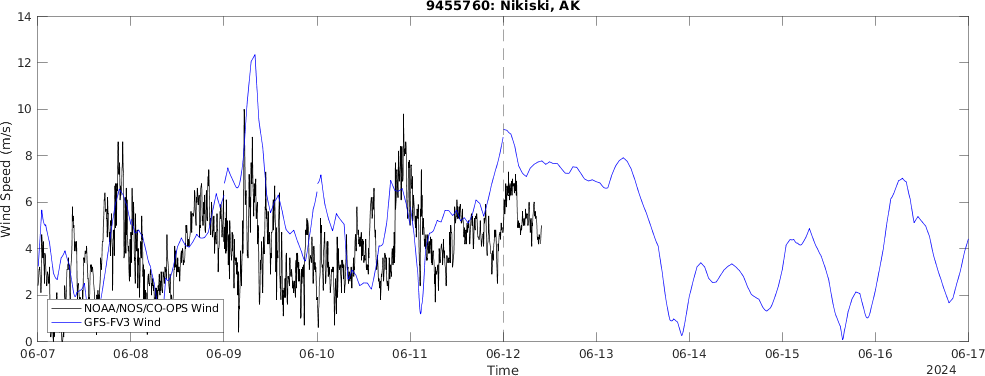 9455760: Nikiski, AK
14
12
10
8
6
4
2
0
Wind Speed (m/s)
NOAA/NOS/CO-OPS Wind
GFS-FV3 Wind
06-07 06-08 06-09 06-10 06-11 06-12 06-13 06-14 06-15 06-16 06-17
Time
2024